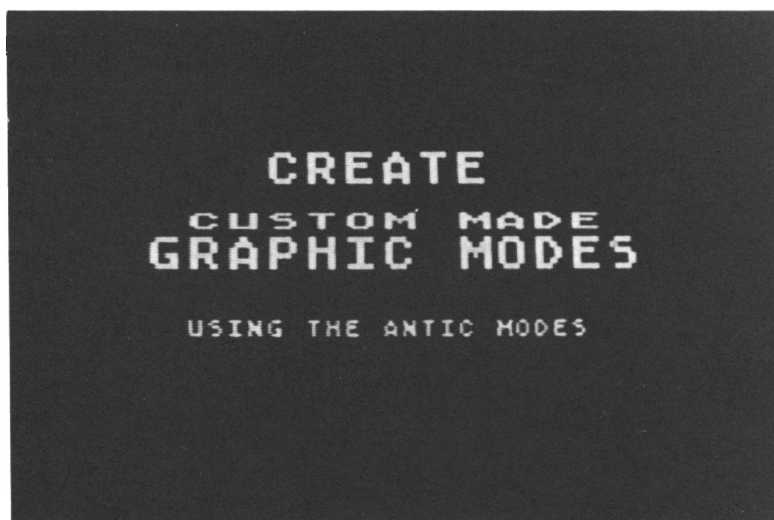 CREATE
CUSTOM MADE
GRAPHIC MODES
USING THE ANTIC MODES